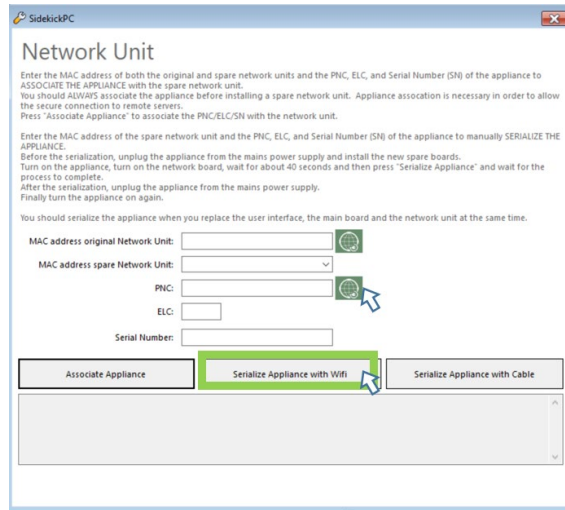 SidekickPC
Network Unit
Enter the MAC address of both the original and spare network units and the PNC, ELC, and Serial Number (SN) of the appliance to
ASSOCIATE THE APPLIANCE with the spare network unit.
You should ALWAYS associate the appliance before installing a spare network unit. Appliance assocation is necessary in order to allow
the secure connection to remote servers.
Press "Associate Appliance" to associate the PNC/ELC/SN with the network unit.
Enter the MAC address of the spare network unit and the PNC, ELC, and Serial Number (SN) of the appliance to manually SERIALIZE THE
APPLIANCE.
Before the serialization, unplug the appliance from the mains power supply and install the new spare boards.
Turn on the appliance, turn on the network board, wait for about 40 seconds and then press "Serialize Appliance" and wait for the
process to complete.
After the serialization, unplug the appliance from the mains power supply.
Finally turn the appliance on again.
You should serialize the appliance when you replace the user interface, the main board and the network unit at the same time.
MAC address original Network Unit:
MAC address spare Network Unit:
PNC:
ELC:
Serial Number:
Associate Appliance Serialize Appliance with Wifi Serialize Appliance with Cable